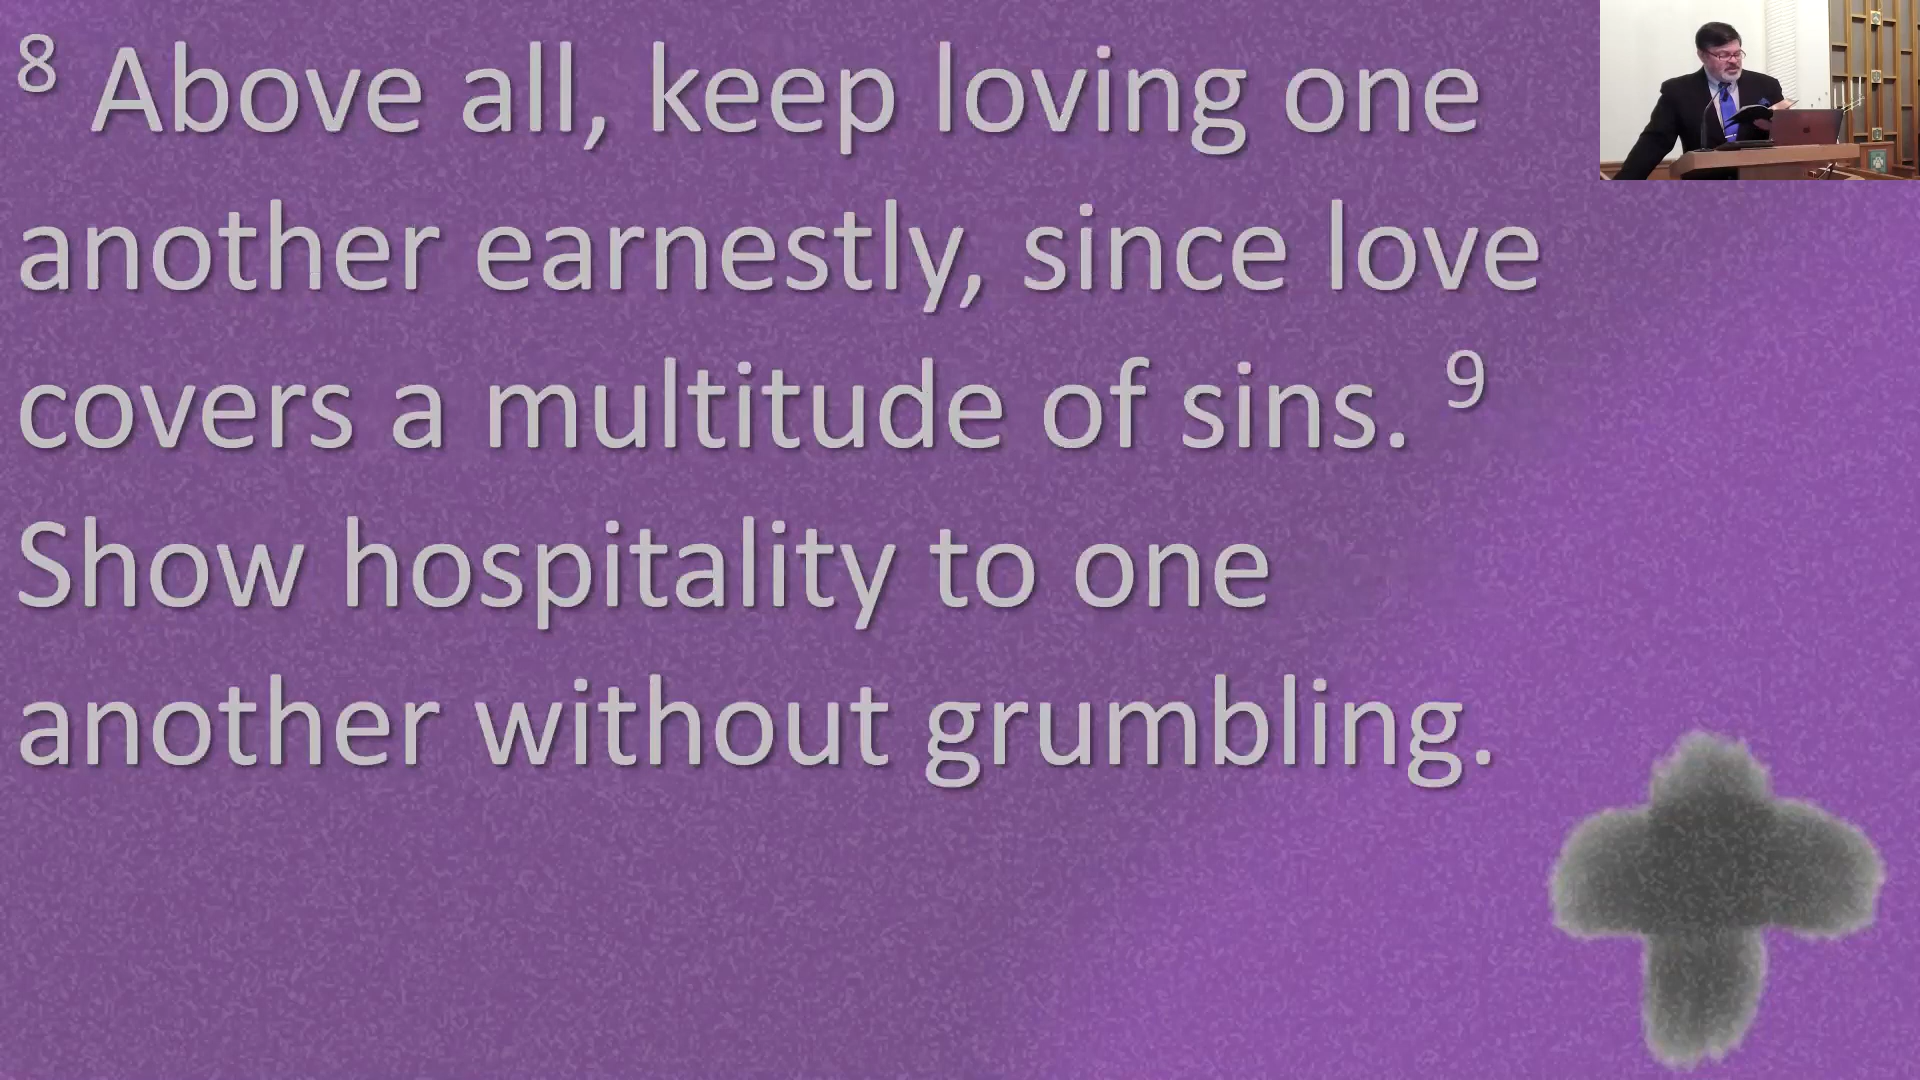 8 Above all, keep loving one
another earnestly, since love
covers a multitude of sins. 9
Show hospitality to one
another without grumbling.